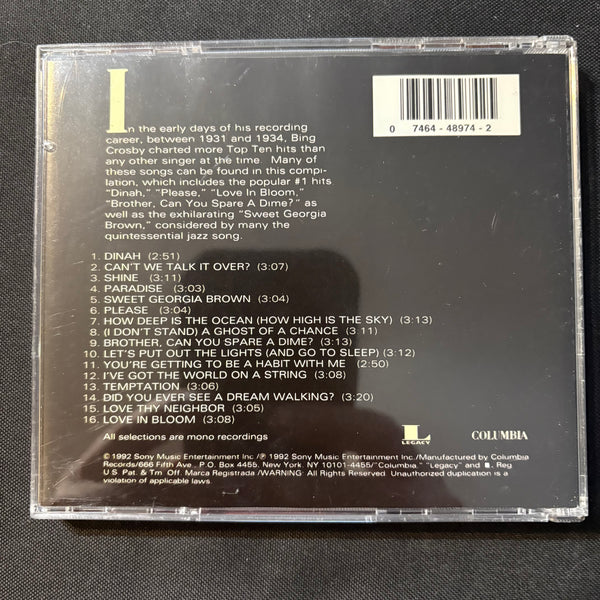 In the early days of his recording
career, between 1931 and 1934, Bing
Crosby charted more Top Ten hits than
any other singer at the time. Many of
these songs can be found in this compi-
lation, which includes the popular #1 hits
"Dinah," "Please," "Love In Bloom,"
"Brother, Can You Spare A Dime?" as
well as the exhilarating "Sweet Georgia
Brown," considered by many the
quintessential jazz song.
0 7464-48974-2
1. DINAH (2:51)
2. CAN'T WE TALK IT OVER? (3:07)
3. SHINE (3:11)
4. PARADISE (3:03)
5. SWEET GEORGIA BROWN (3:04)
6. PLEASE (3:04)
7. HOW DEEP IS THE OCEAN (HOW HIGH IS THE SKY) (3:13)
8. (I DON'T STAND) A GHOST OF A CHANCE (3:11)
9. BROTHER, CAN YOU SPARE A DIME? (3:13)
10. LET'S PUT OUT THE LIGHTS (AND GO TO SLEEP) (3:12)
11. YOU'RE GETTING TO BE A HABIT WITH ME (2:50)
12. I'VE GOT THE WORLD ON A STRING (3:08)
13. TEMPTATION (3:06)
14. DID YOU EVER SEE A DREAM WALKING? (3:20)
15. LOVE THY NEIGHBOR (3:05)
16. LOVE IN BLOOM (3:08)
All selections are mono recordings
L LEGACY
COLUMBIA
© 1992 Sony Music Entertainment Inc./℗ 1992 Sony Music Entertainment Inc./Manufactured by Columbia
Records/666 Fifth Ave., P.O. Box 4455, New York, NY 10101-4455/"Columbia," "Legacy" and L Reg.
U.S. Pat. & Tm. Off. Marca Registrada./WARNING: All Rights Reserved. Unauthorized duplication is a
violation of applicable laws.